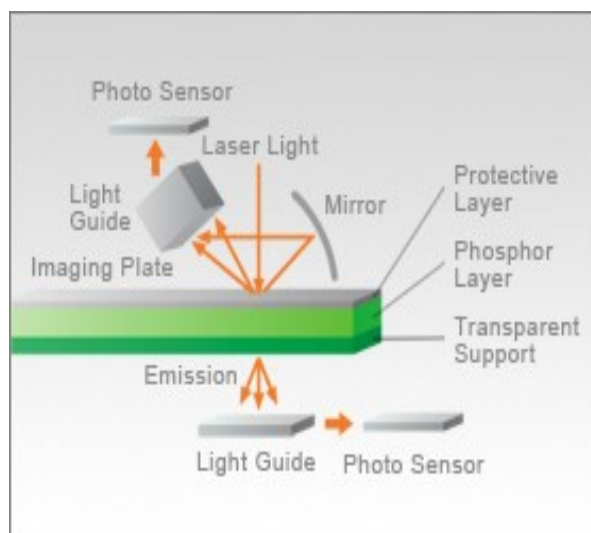 Photo Sensor
Laser Light
Light
Guide
Mirror
Imaging Plate
Protective
Layer
Phosphor
Layer
Transparent
Support
Emission
Light Guide
Photo Sensor